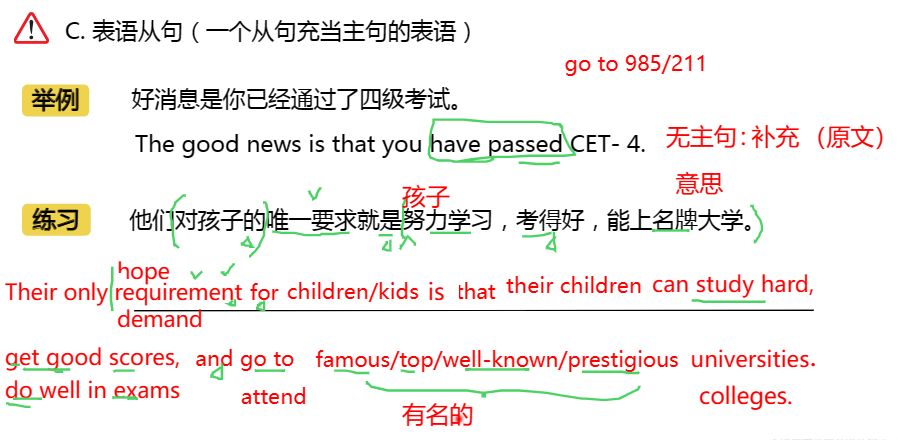 C. 表语从句（一个从句充当主句的表语）
go to 985/211
举例 好消息是你已经通过了四级考试。
The good news is that you have passed CET- 4. 无主句：补充 （原文）
意思
孩子
练习 他们对孩子的唯一要求就是努力学习，考得好，能上名牌大学。
hope
Their only requirement for children/kids is that their children can study hard,
demand
get good scores, and go to famous/top/well-known/prestigious universities.
do well in exams attend colleges.
有名的